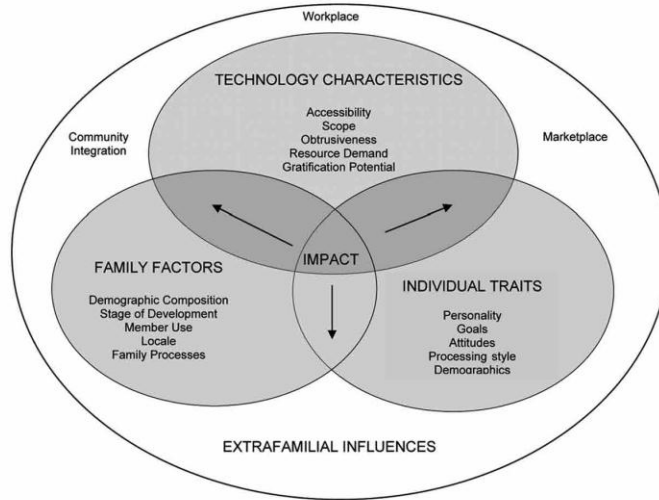 Workplace
TECHNOLOGY CHARACTERISTICS
Accessibility
Scope
Obtrusiveness
Resource Demand
Gratification Potential
Community
Integration
Marketplace
IMPACT
FAMILY FACTORS
Demographic Composition
Stage of Development
Member Use
Locale
Family Processes
INDIVIDUAL TRAITS
Personality
Goals
Attitudes
Processing style
Demographics
EXTRAFAMILIAL INFLUENCES